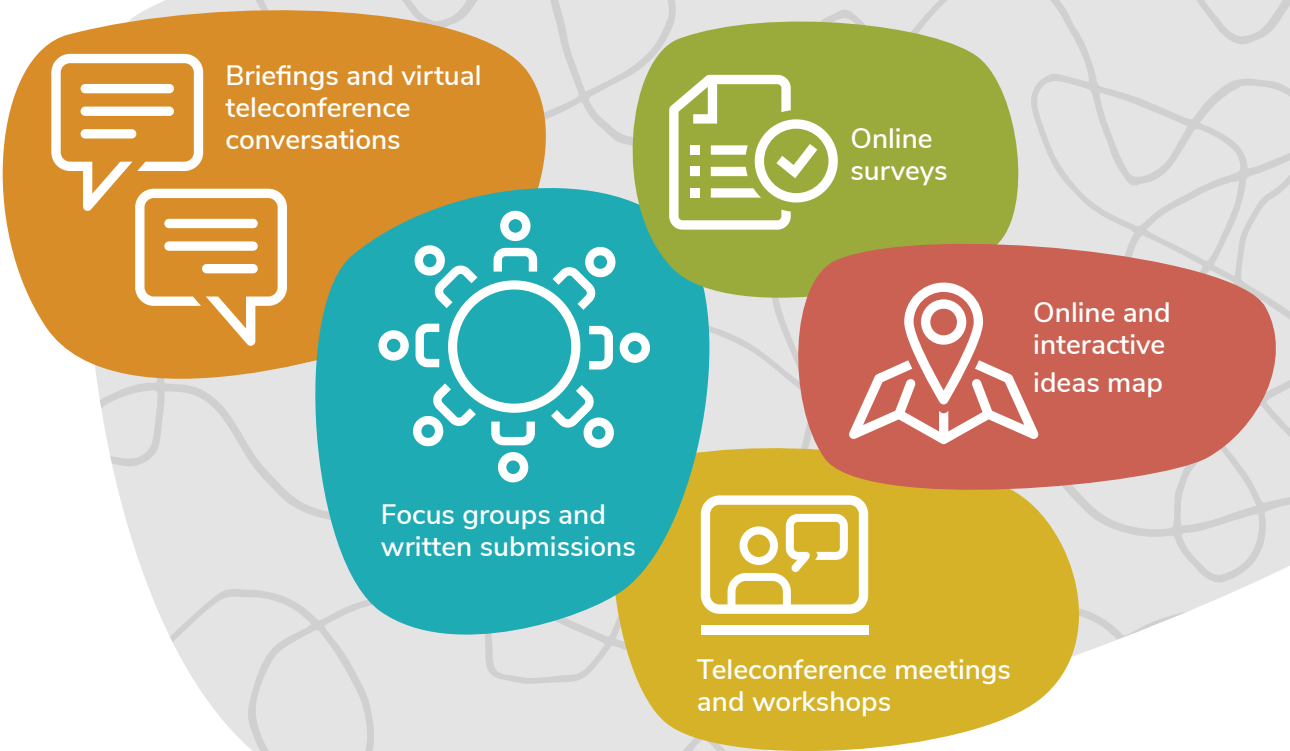 Briefings and virtual
teleconference
conversations
Online
surveys
Online and
interactive
ideas map
Focus groups and
written submissions
Teleconference meetings
and workshops